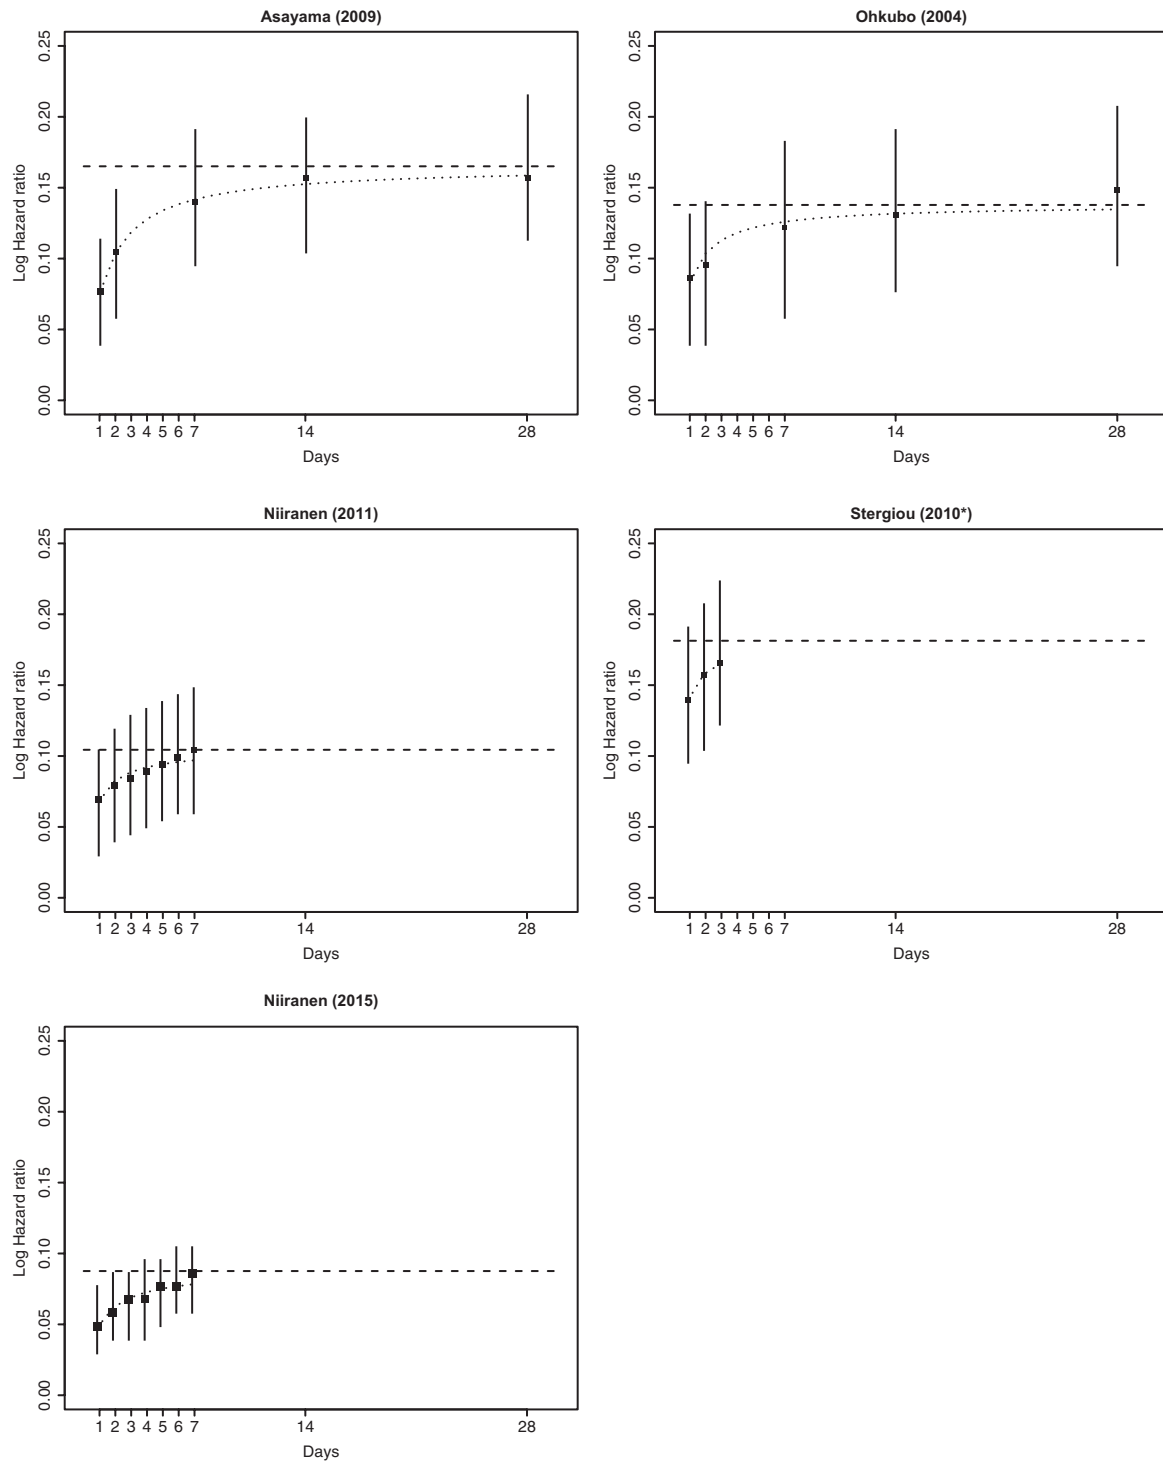 Asayama (2009)
Log Hazard ratio
0.25
0.20
0.15
0.10
0.05
0.00
1 2 3 4 5 6 7 14 28
Days
Ohkubo (2004)
Log Hazard ratio
0.25
0.20
0.15
0.10
0.05
0.00
1 2 3 4 5 6 7 14 28
Days
Niiranen (2011)
Log Hazard ratio
0.25
0.20
0.15
0.10
0.05
0.00
1 2 3 4 5 6 7 14 28
Days
Stergiou (2010*)
Log Hazard ratio
0.25
0.20
0.15
0.10
0.05
0.00
1 2 3 4 5 6 7 14 28
Days
Niiranen (2015)
Log Hazard ratio
0.25
0.20
0.15
0.10
0.05
0.00
1 2 3 4 5 6 7 14 28
Days